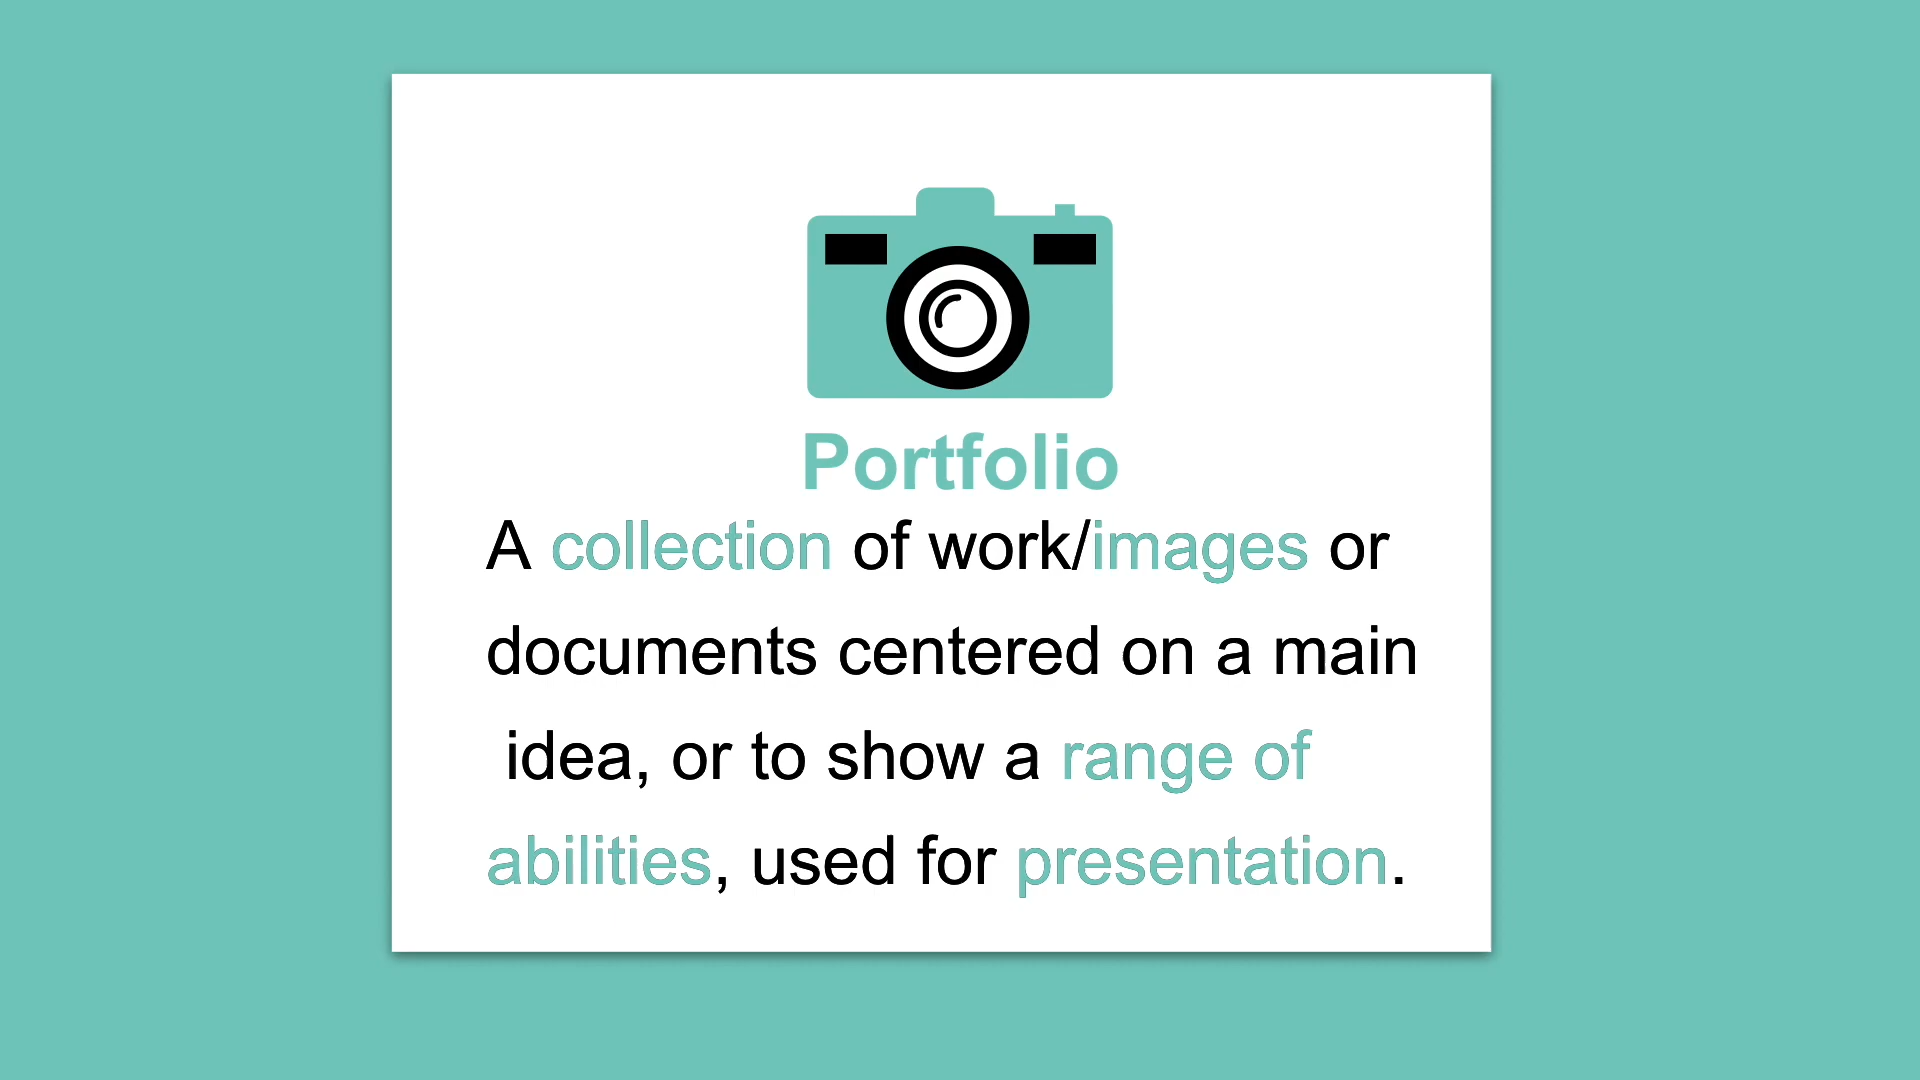 Portfolio
A collection of work/images or
documents centered on a main
idea, or to show a range of
abilities, used for presentation.